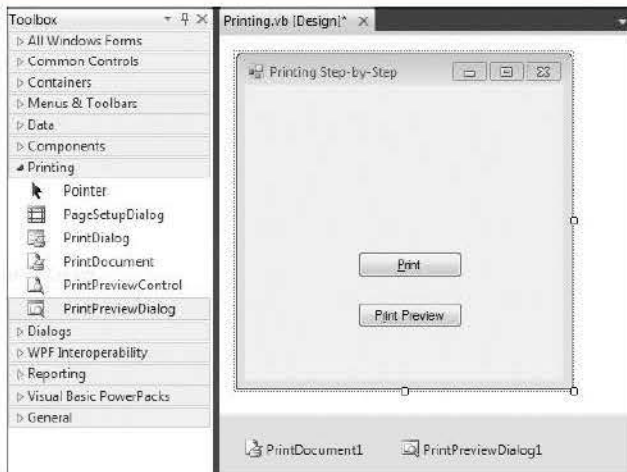 Toolbox
All Windows Forms
Common Controls
Containers
Menus & Toolbars
Data
Components
Printing
Pointer
PageSetupDialog
PrintDialog
PrintDocument
PrintPreviewControl
PrintPreviewDialog
Dialogs
WPF Interoperability
Reporting
Visual Basic PowerPacks
General
Printing.vb [Design]*
Printing Step-by-Step
Print
Print Preview
PrintDocument1
PrintPreviewDialog1